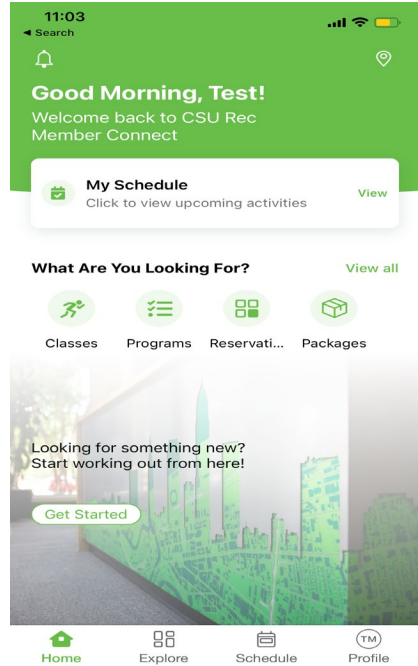 11:03
◄ Search
Good Morning, Test!
Welcome back to CSU Rec
Member Connect
My Schedule
Click to view upcoming activities
View
What Are You Looking For?
View all
Classes
Programs
Reservati...
Packages
Looking for something new?
Start working out from here!
Get Started
Home
Explore
Schedule
TM
Profile